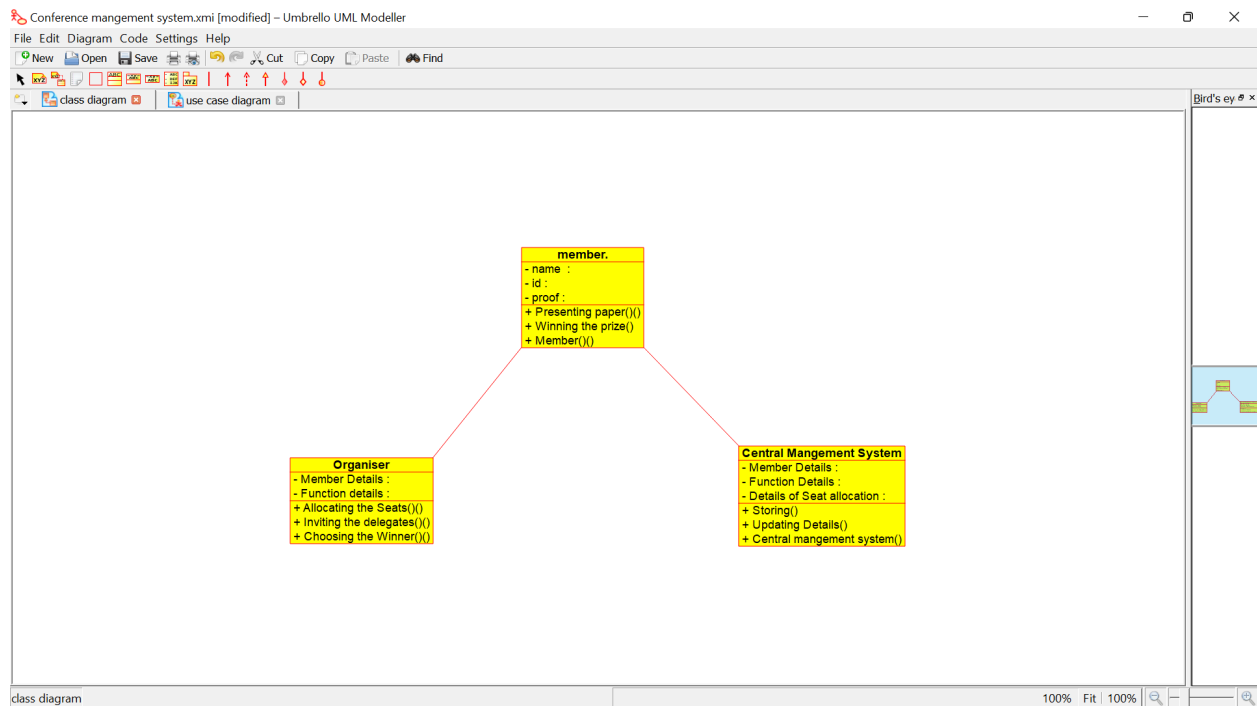 Conference mangement system.xmi [modified] – Umbrello UML Modeller
File Edit Diagram Code Settings Help
New Open Save Cut Copy Paste Find
class diagram use case diagram
Bird's ey
member.
- name :
- id :
- proof :
+ Presenting paper()()
+ Winning the prize()
+ Member()()
Organiser
- Member Details :
- Function details :
+ Allocating the Seats()()
+ Inviting the delegates()()
+ Choosing the Winner()()
Central Mangement System
- Member Details :
- Function Details :
- Details of Seat allocation :
+ Storing()
+ Updating Details()
+ Central mangement system()
class diagram
100% Fit 100%